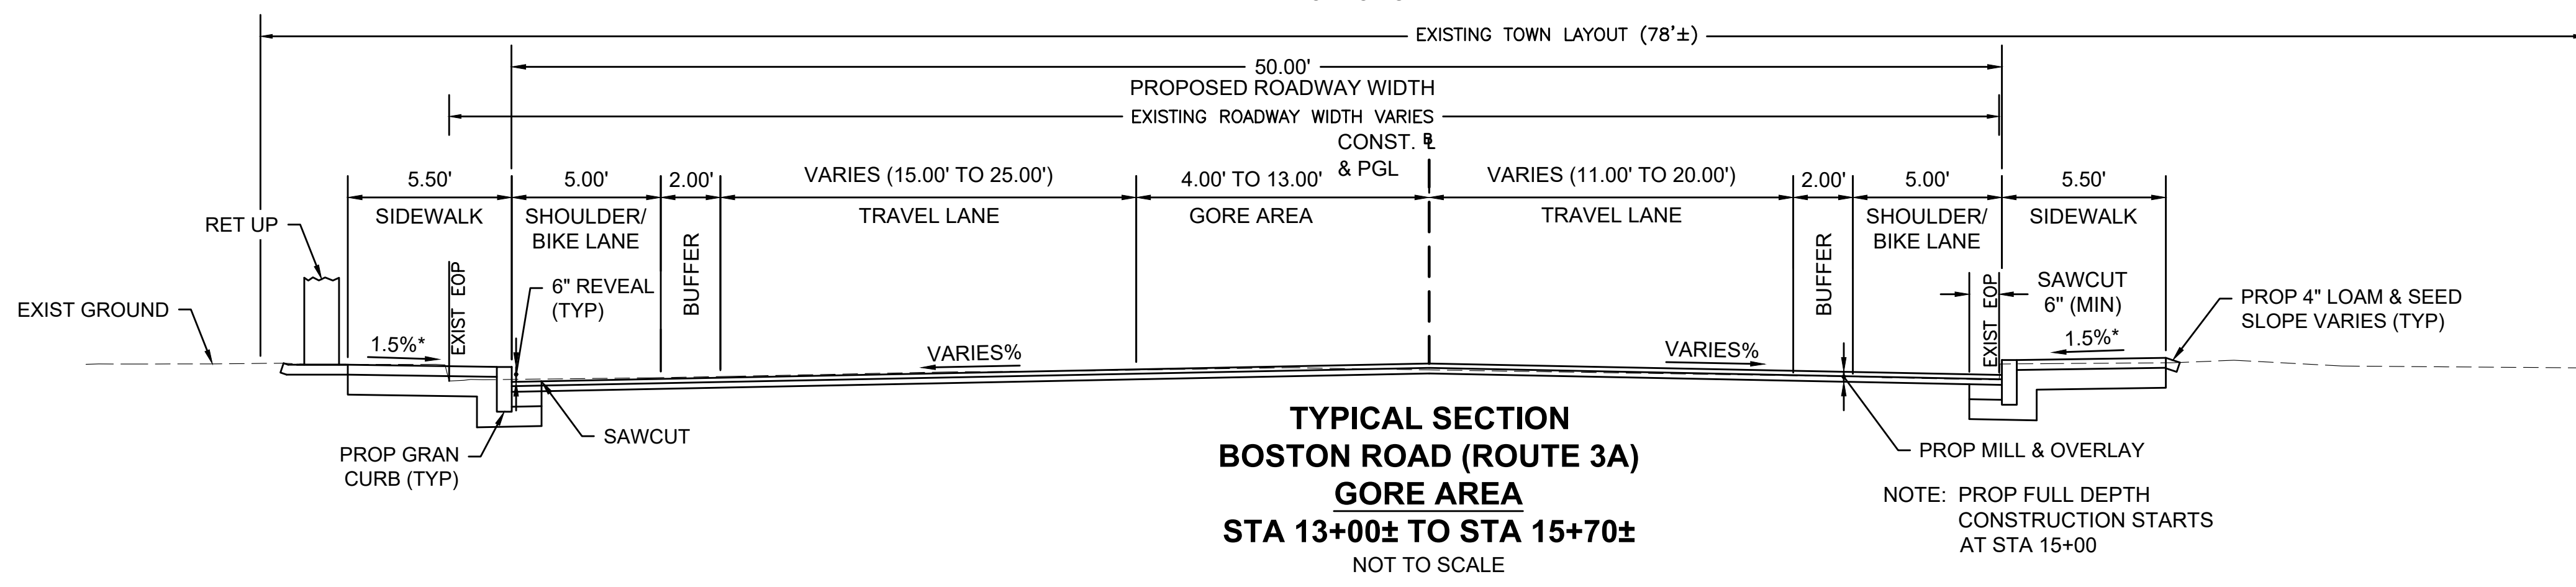 EXISTING TOWN LAYOUT (78'±)
50.00'
PROPOSED ROADWAY WIDTH
EXISTING ROADWAY WIDTH VARIES
CONST. BL
& PGL
5.50'
SIDEWALK
5.00'
SHOULDER/
BIKE LANE
2.00'
BUFFER
VARIES (15.00' TO 25.00')
TRAVEL LANE
4.00' TO 13.00'
GORE AREA
VARIES (11.00' TO 20.00')
TRAVEL LANE
2.00'
BUFFER
5.00'
SHOULDER/
BIKE LANE
5.50'
SIDEWALK
RET UP
EXIST GROUND
1.5%*
EXIST EOP
6" REVEAL
(TYP)
VARIES%
VARIES%
EXIST EOP
SAWCUT
6" (MIN)
1.5%*
PROP 4" LOAM & SEED
SLOPE VARIES (TYP)
PROP GRAN
CURB (TYP)
SAWCUT
PROP MILL & OVERLAY
NOTE: PROP FULL DEPTH
CONSTRUCTION STARTS
AT STA 15+00
TYPICAL SECTION
BOSTON ROAD (ROUTE 3A)
GORE AREA
STA 13+00± TO STA 15+70±
NOT TO SCALE